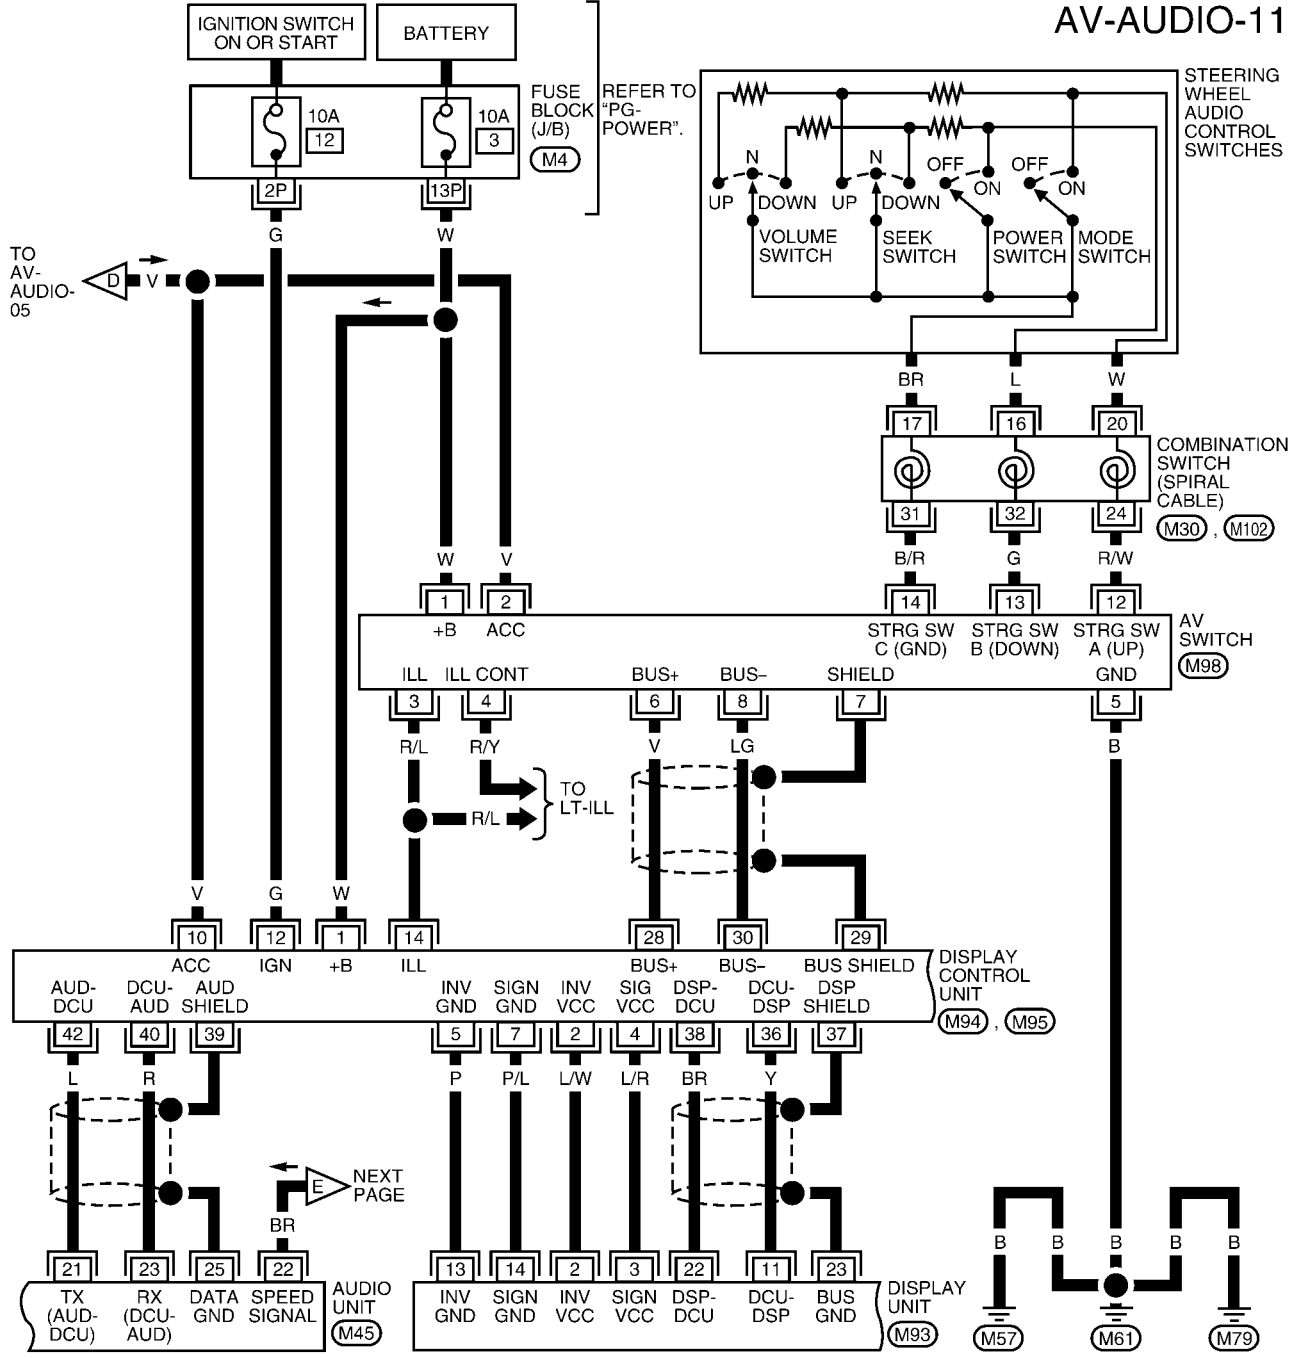 AV-AUDIO-11
IGNITION SWITCH
ON OR START
BATTERY
FUSE
BLOCK
(J/B)
M4
REFER TO
"PG-
POWER".
10A
12
10A
3
2P
13P
G
W
TO
AV-
AUDIO-
05
D
V
STEERING
WHEEL
AUDIO
CONTROL
SWITCHES
N
N
OFF
OFF
ON
ON
UP
DOWN
UP
DOWN
VOLUME
SWITCH
SEEK
SWITCH
POWER
SWITCH
MODE
SWITCH
BR
L
W
17
16
20
COMBINATION
SWITCH
(SPIRAL
CABLE)
M30 , M102
31
32
24
B/R
G
R/W
W
V
1
2
14
13
12
+B
ACC
STRG SW
C (GND)
STRG SW
B (DOWN)
STRG SW
A (UP)
AV
SWITCH
M98
ILL
ILL CONT
BUS+
BUS–
SHIELD
GND
3
4
6
8
7
5
R/L
R/Y
V
LG
B
TO
LT-ILL
R/L
V
G
W
10
12
1
14
28
30
29
ACC
IGN
+B
ILL
BUS+
BUS–
BUS SHIELD
DISPLAY
CONTROL
UNIT
M94 , M95
AUD-
DCU
DCU-
AUD
AUD
SHIELD
INV
GND
SIGN
GND
INV
VCC
SIG
VCC
DSP-
DCU
DCU-
DSP
DSP
SHIELD
42
40
39
5
7
2
4
38
36
37
L
R
P
P/L
L/W
L/R
BR
Y
E
NEXT
PAGE
BR
B
B
B
B
B
21
23
25
22
13
14
2
3
22
11
23
TX
(AUD-
DCU)
RX
(DCU-
AUD)
DATA
GND
SPEED
SIGNAL
AUDIO
UNIT
M45
INV
GND
SIGN
GND
INV
VCC
SIGN
VCC
DSP-
DCU
DCU-
DSP
BUS
GND
DISPLAY
UNIT
M93
M57
M61
M79